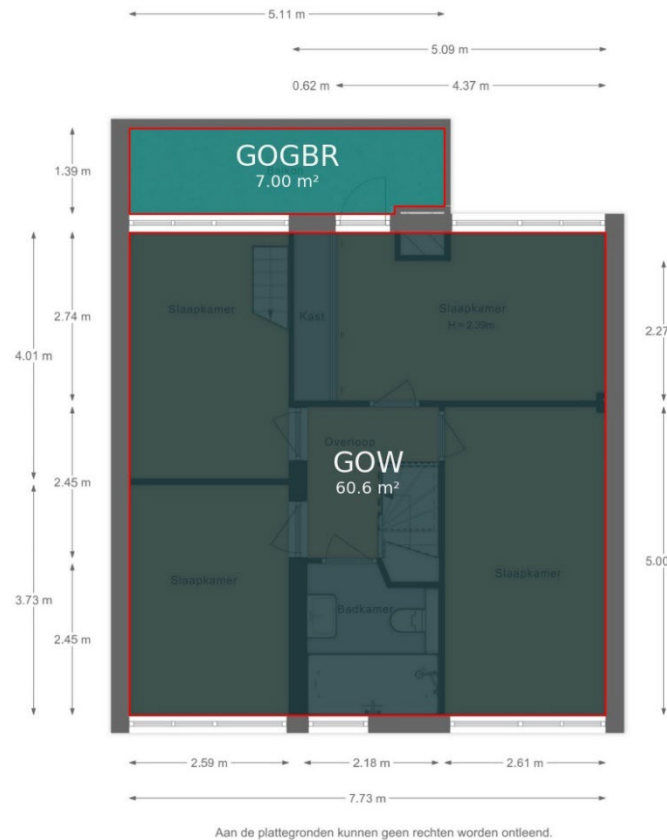 5.11 m
5.09 m
0.62 m
4.37 m
GOGBR
Balkon
7.00 m²
1.39 m
Slaapkamer
Kast
Slaapkamer
H = 2.39m
2.74 m
2.27
4.01 m
Overloop
GOW
60.6 m²
2.45 m
5.00
Slaapkamer
Badkamer
Slaapkamer
3.73 m
2.45 m
2.59 m
2.18 m
2.61 m
7.73 m
Aan de plattegronden kunnen geen rechten worden ontleend.